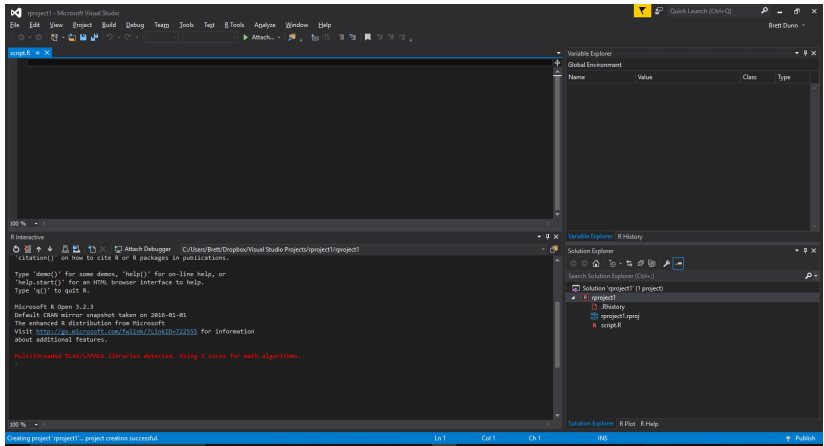 rproject1 - Microsoft Visual Studio
Quick Launch (Ctrl+Q)
File Edit View Project Build Debug Team Tools Test R Tools Analyze Window Help
Brett Dunn
Attach...
script.R
100 %
Variable Explorer
Global Environment
Name Value Class Type
Variable Explorer R History
R Interactive
Attach Debugger C:/Users/Brett/Dropbox/Visual Studio Projects/rproject1/rproject1
'citation()' on how to cite R or R packages in publications.
Type 'demo()' for some demos, 'help()' for on-line help, or
'help.start()' for an HTML browser interface to help.
Type 'q()' to quit R.
Microsoft R Open 3.2.3
Default CRAN mirror snapshot taken on 2016-01-01
The enhanced R distribution from Microsoft
Visit http://go.microsoft.com/fwlink/?LinkID=722555 for information
about additional features.
Multithreaded BLAS/LAPACK libraries detected. Using 3 cores for math algorithms.
>
100 %
Solution Explorer
Search Solution Explorer (Ctrl+;)
Solution 'rproject1' (1 project)
rproject1
.Rhistory
rproject1.rproj
script.R
Solution Explorer R Plot R Help
Creating project 'rproject1'... project creation successful.
Ln 1 Col 1 Ch 1 INS Publish